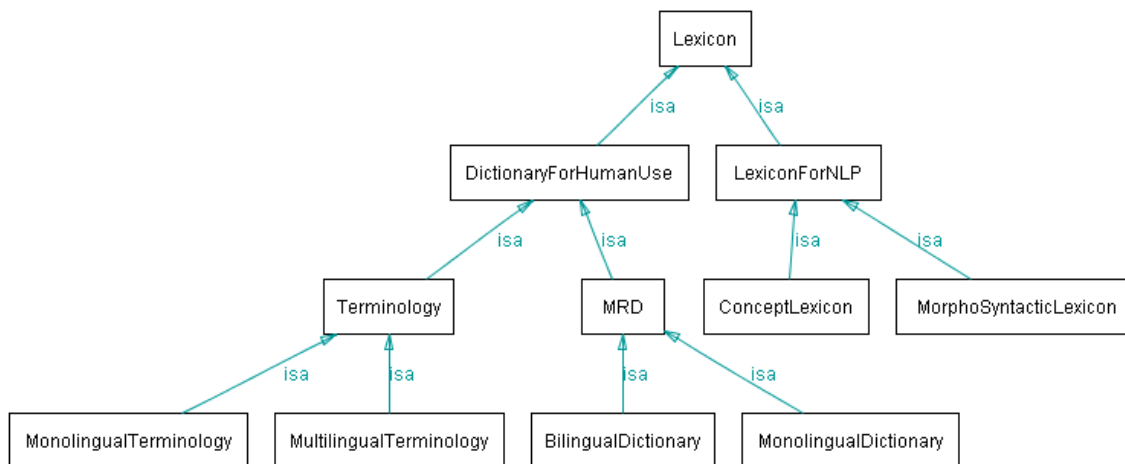 Lexicon
isa
isa
DictionaryForHumanUse
LexiconForNLP
isa
isa
isa
isa
Terminology
MRD
ConceptLexicon
MorphoSyntacticLexicon
isa
isa
isa
isa
MonolingualTerminology
MultilingualTerminology
BilingualDictionary
MonolingualDictionary